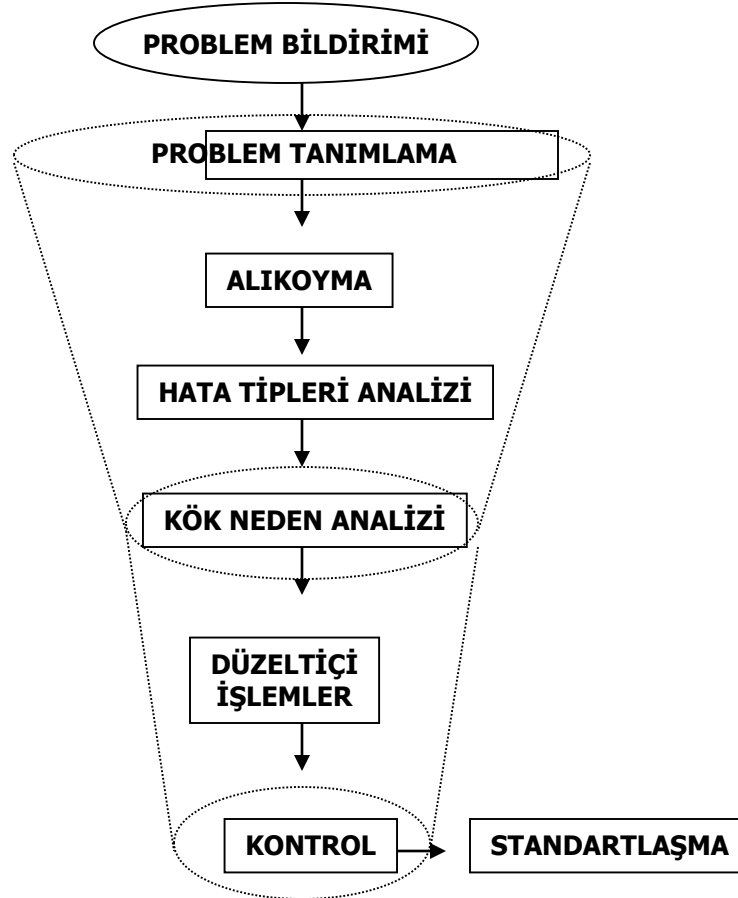 PROBLEM BİLDİRİMİ
PROBLEM TANIMLAMA
ALIKOYMA
HATA TİPLERİ ANALİZİ
KÖK NEDEN ANALİZİ
DÜZELTİÇİ
İŞLEMLER
KONTROL
STANDARTLAŞMA